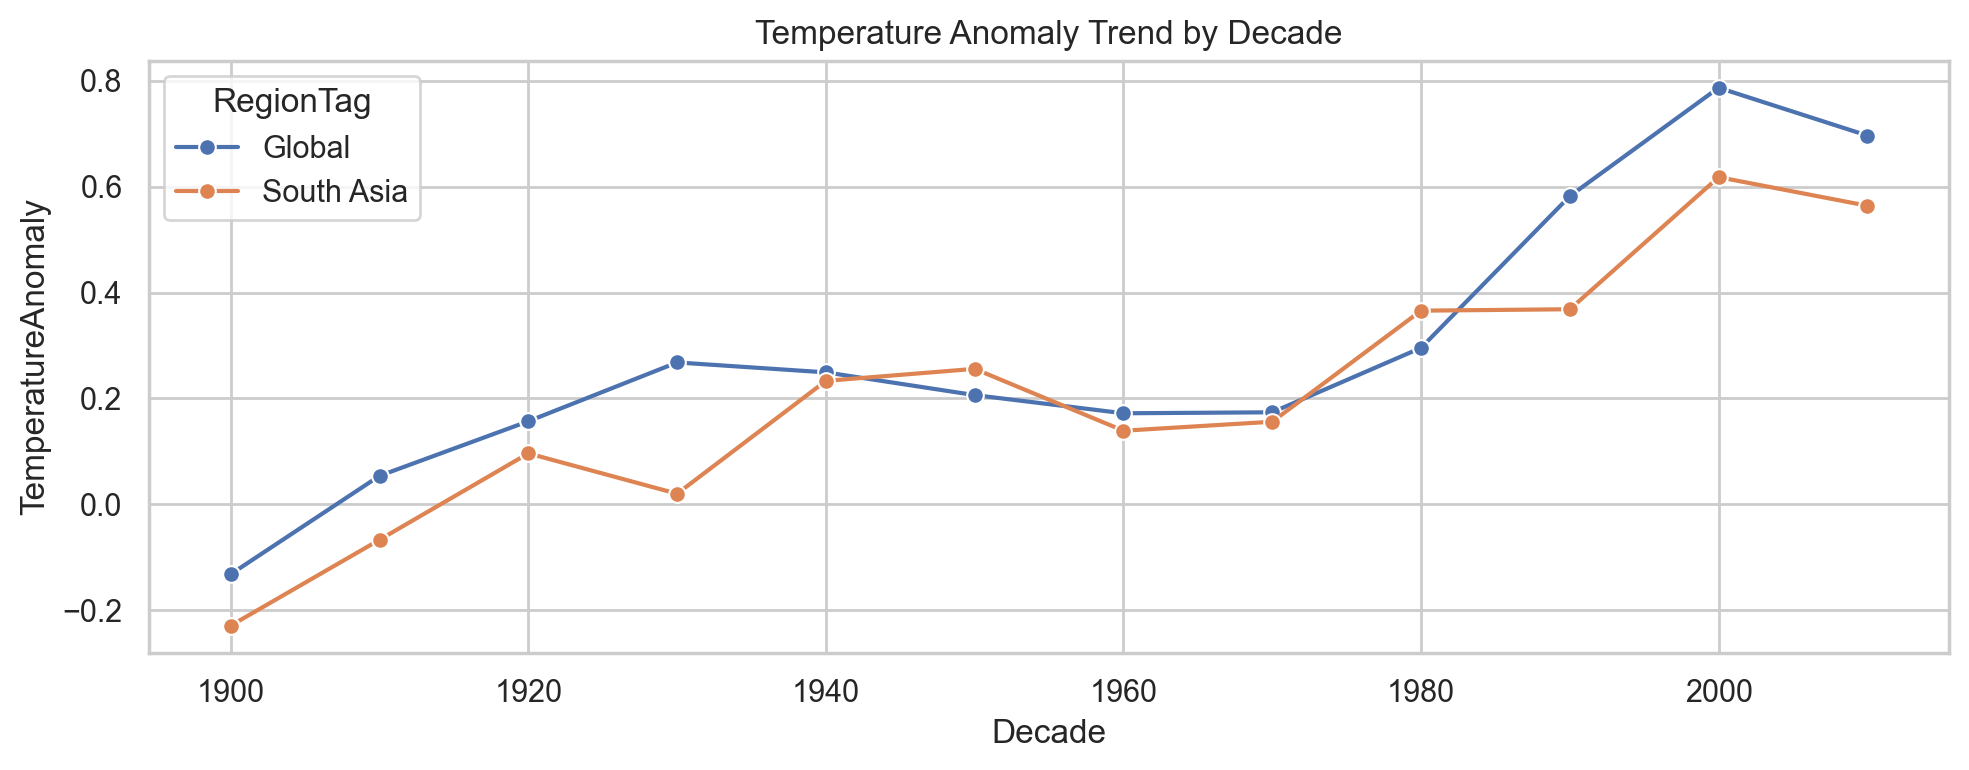 Temperature Anomaly Trend by Decade
RegionTag
Global
South Asia
TemperatureAnomaly
0.8
0.6
0.4
0.2
0.0
−0.2
1900 1920 1940 1960 1980 2000
Decade